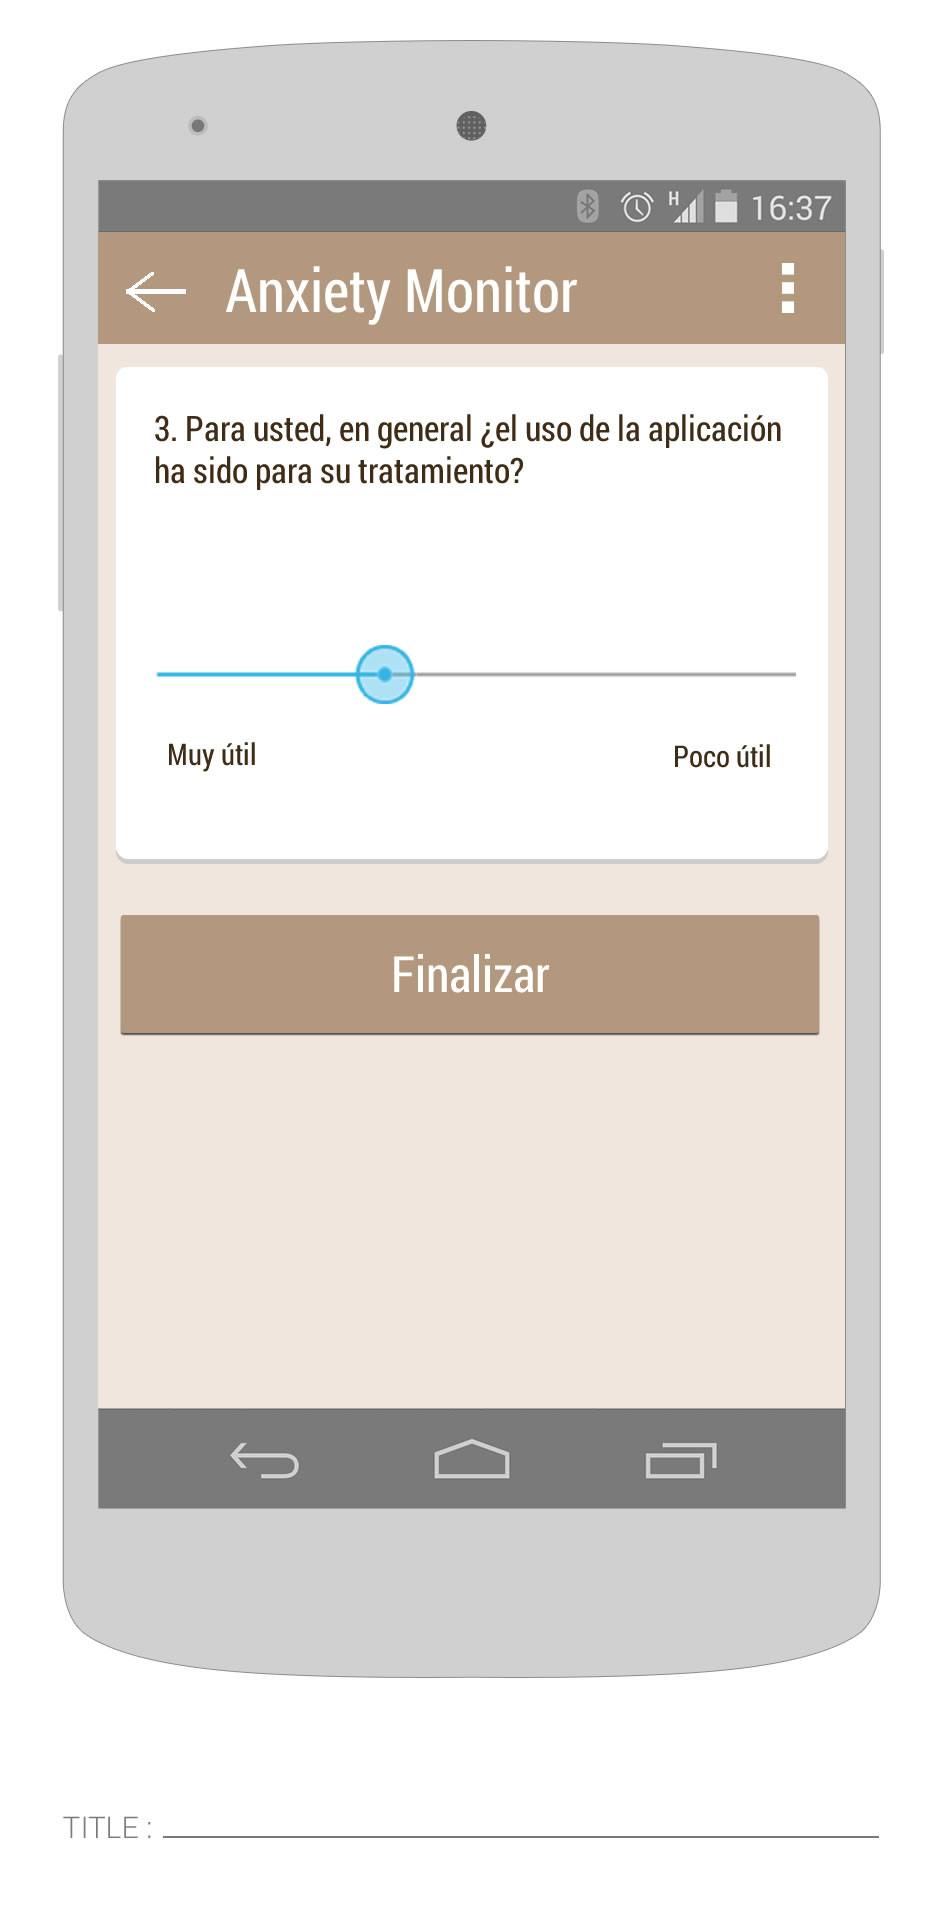 H
16:37
Anxiety Monitor
3. Para usted, en general ¿el uso de la aplicación
ha sido para su tratamiento?
Muy útil
Poco útil
Finalizar
TITLE :